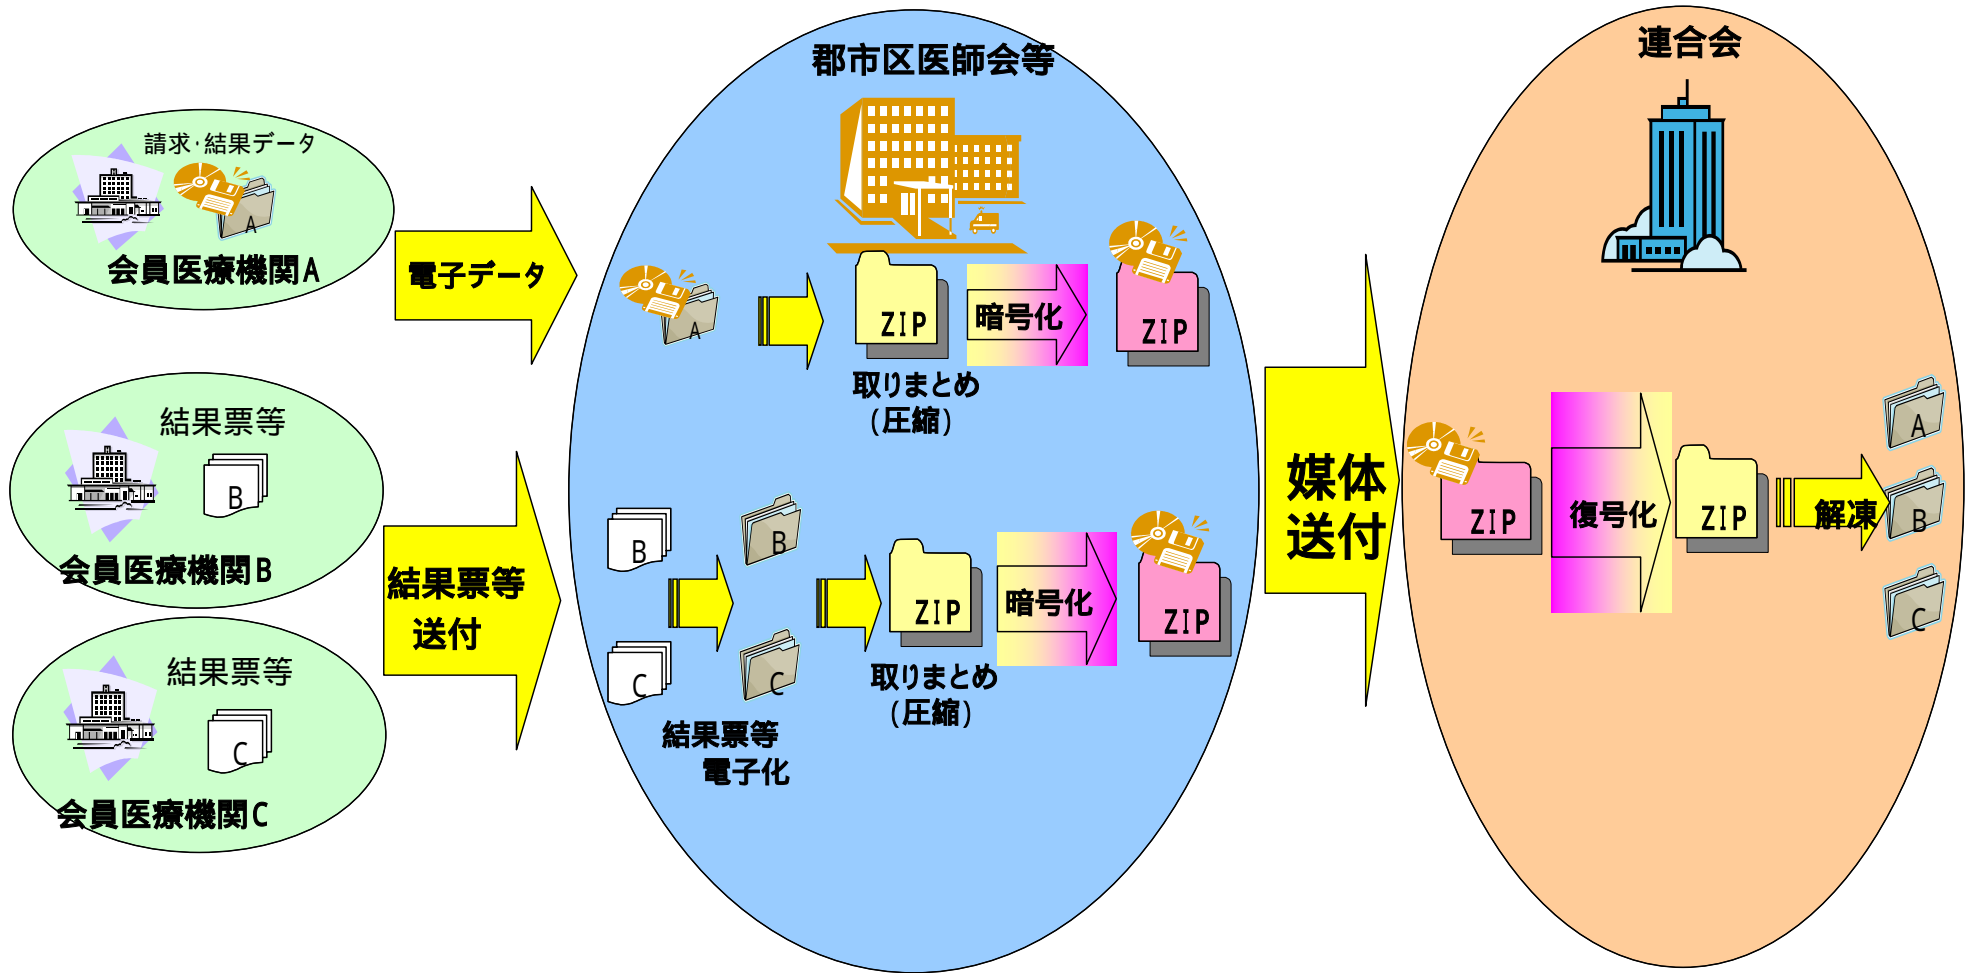 請求・結果データ
A
会員医療機関A
結果票等
B
会員医療機関B
結果票等
C
会員医療機関C
電子データ
結果票等
送付
郡市区医師会等
A
ZIP
暗号化
ZIP
取りまとめ
(圧縮)
B
B
C
C
ZIP
暗号化
ZIP
取りまとめ
(圧縮)
結果票等
電子化
媒体
送付
連合会
ZIP
復号化
ZIP
解凍
A
B
C